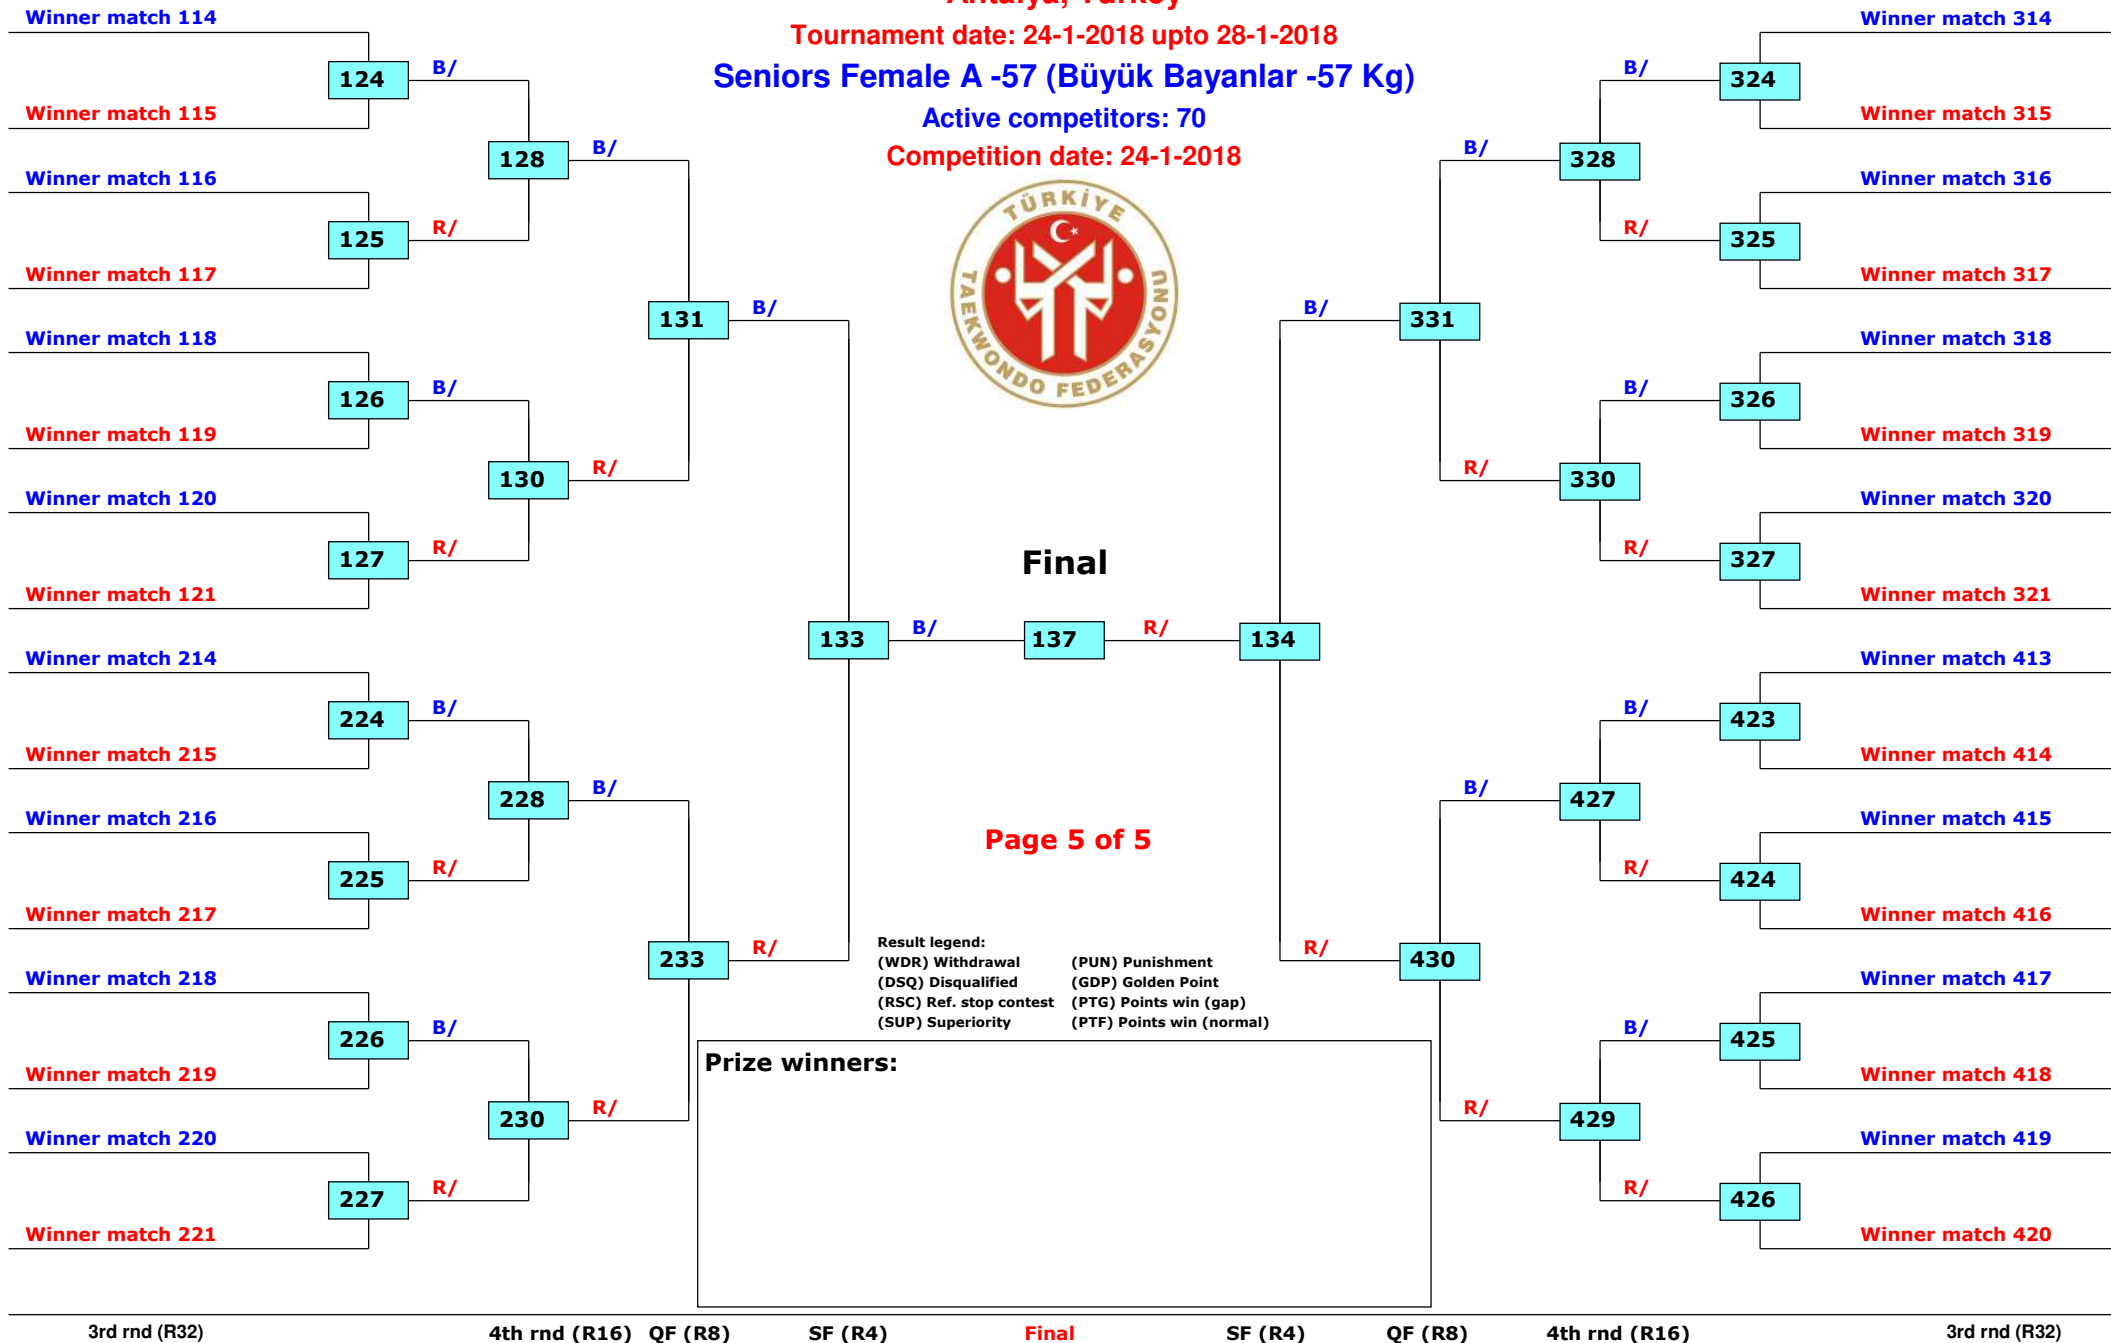 Antalya, Turkey
Tournament date: 24-1-2018 upto 28-1-2018
Seniors Female A -57 (Büyük Bayanlar -57 Kg)
Active competitors: 70
Competition date: 24-1-2018
TÜRKİYE
TAEKWONDO FEDERASYONU
Winner match 114
124
B/
Winner match 115
128
B/
Winner match 116
125
R/
Winner match 117
131
B/
Winner match 118
126
B/
Winner match 119
130
R/
Winner match 120
127
R/
Winner match 121
133
B/
Winner match 214
224
B/
Winner match 215
228
B/
Winner match 216
225
R/
Winner match 217
233
R/
Winner match 218
226
B/
Winner match 219
230
R/
Winner match 220
227
R/
Winner match 221
Final
137
R/
134
Winner match 314
B/
324
Winner match 315
B/
328
Winner match 316
R/
325
Winner match 317
B/
331
Winner match 318
B/
326
Winner match 319
R/
330
Winner match 320
R/
327
Winner match 321
Winner match 413
B/
423
Winner match 414
B/
427
Winner match 415
R/
424
Winner match 416
R/
430
Winner match 417
B/
425
Winner match 418
R/
429
Winner match 419
R/
426
Winner match 420
Page 5 of 5
Result legend:
(WDR) Withdrawal (PUN) Punishment
(DSQ) Disqualified (GDP) Golden Point
(RSC) Ref. stop contest (PTG) Points win (gap)
(SUP) Superiority (PTF) Points win (normal)
Prize winners:
3rd rnd (R32) 4th rnd (R16) QF (R8) SF (R4) Final SF (R4) QF (R8) 4th rnd (R16) 3rd rnd (R32)